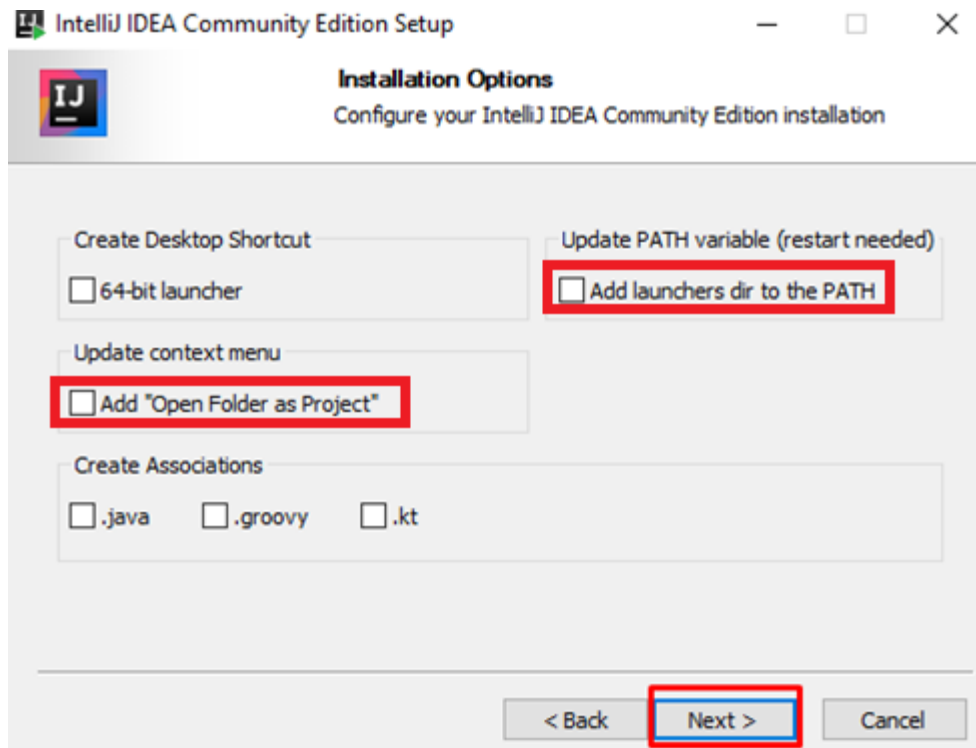 IJ IntelliJ IDEA Community Edition Setup
IJ
Installation Options
Configure your IntelliJ IDEA Community Edition installation
Create Desktop Shortcut
64-bit launcher
Update PATH variable (restart needed)
Add launchers dir to the PATH
Update context menu
Add "Open Folder as Project"
Create Associations
.java .groovy .kt
< Back Next > Cancel